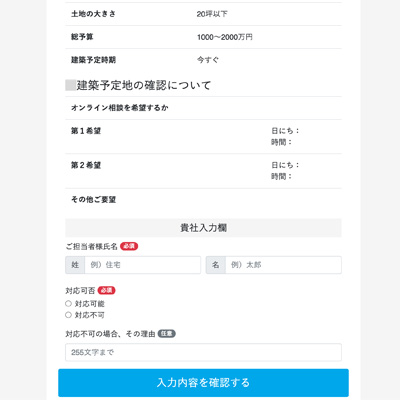 土地の大きさ 20坪以下
総予算 1000〜2000万円
建築予定時期 今すぐ
建築予定地の確認について
オンライン相談を希望するか
第１希望 日にち：
時間：
第２希望 日にち：
時間：
その他ご要望
貴社入力欄
ご担当者様氏名 必須
姓 例）住宅 名 例）太郎
対応可否 必須
対応可能
対応不可
対応不可の場合、その理由 任意
255文字まで
入力内容を確認する